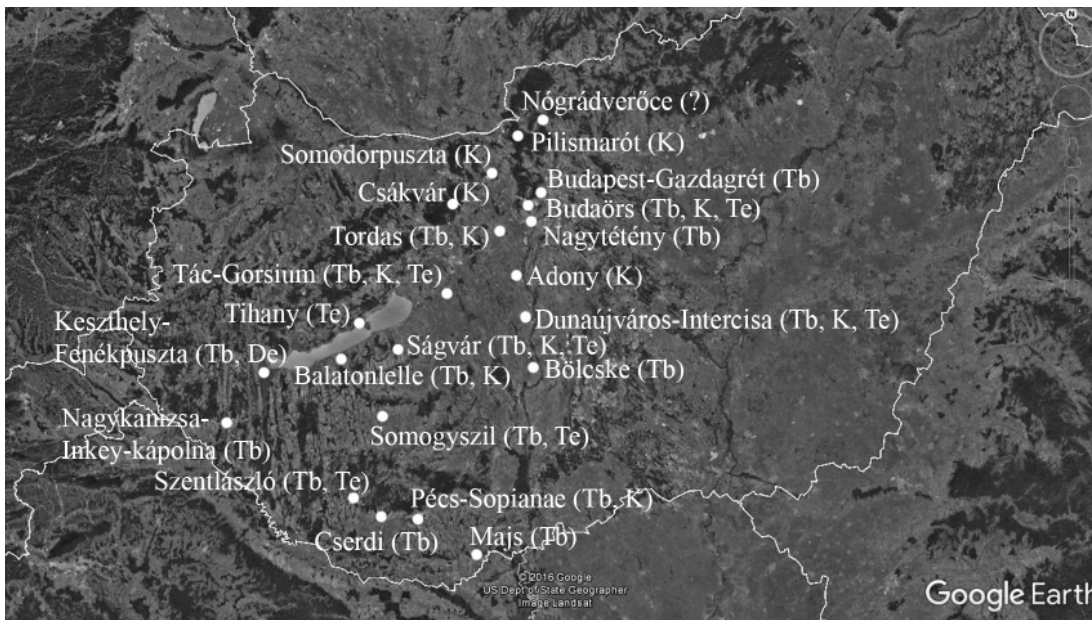 N
Nógrádverőce (?)
Pilismarót (K)
Somodorpuszta (K)
Budapest-Gazdagrét (Tb)
Csákvár (K)
Budaörs (Tb, K, Te)
Tordas (Tb, K)
Nagytétény (Tb)
Tác-Gorsium (Tb, K, Te)
Adony (K)
Tihany (Te)
Dunaújváros-Intercisa (Tb, K, Te)
Keszthely-
Fenékpuszta (Tb, De)
Ságvár (Tb, K, Te)
Balatonlelle (Tb, K)
Bölcske (Tb)
Nagykanizsa-
Inkey-kápolna (Tb)
Somogyszil (Tb, Te)
Szentlászló (Tb, Te)
Pécs-Sopianae (Tb, K)
Cserdi (Tb)
Majs (Tb)
© 2016 Google
US Dept of State Geographer
Image Landsat
Google Earth